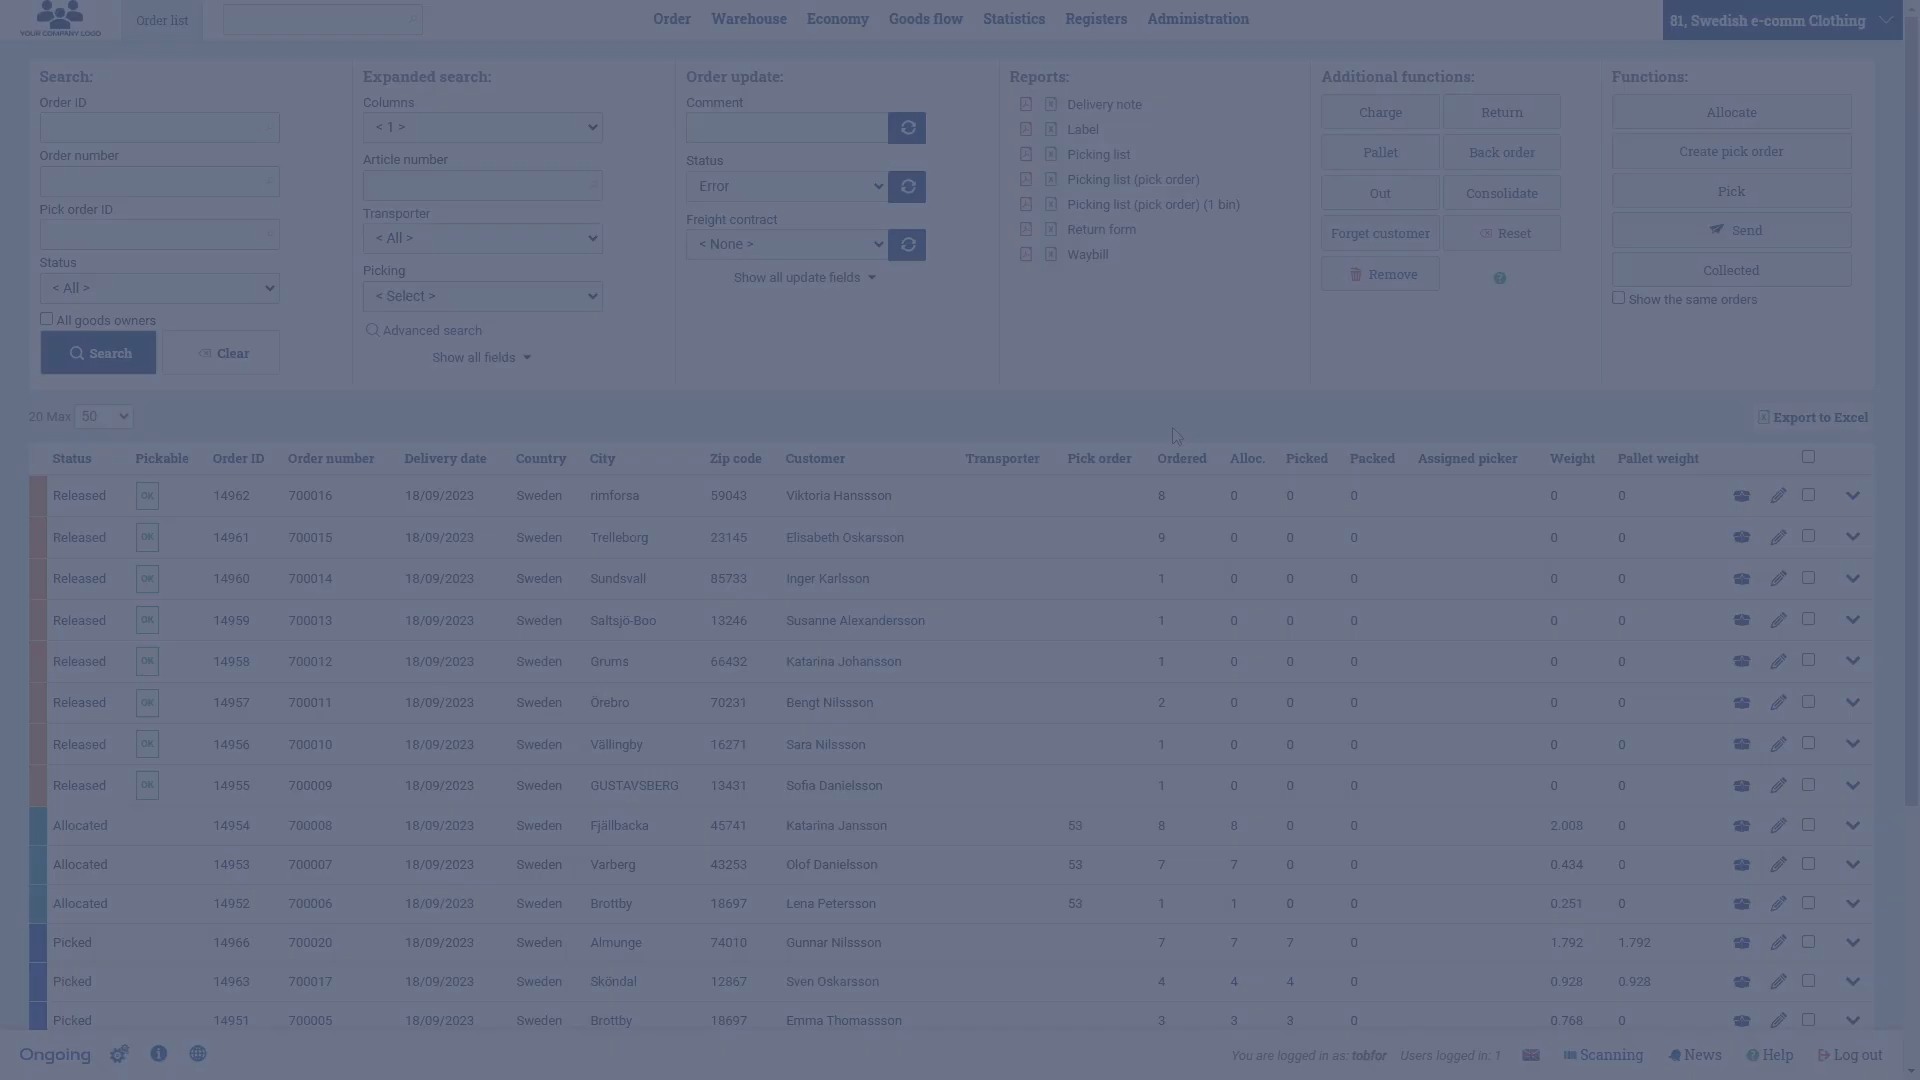 YOUR COMPANY LOGO
Order list
Order Warehouse Economy Goods flow Statistics Registers Administration
81, Swedish e-comm Clothing
Search:
Order ID
Order number
Pick order ID
Status
< All >
All goods owners
Search Clear
Expanded search:
Columns
< 1 >
Article number
Transporter
< All >
Picking
< Select >
Advanced search
Show all fields
Order update:
Comment
Status
Error
Freight contract
< None >
Show all update fields
Reports:
Delivery note
Label
Picking list
Picking list (pick order)
Picking list (pick order) (1 bin)
Return form
Waybill
Additional functions:
Charge Return
Pallet Back order
Out Consolidate
Forget customer Reset
Remove ?
Functions:
Allocate
Create pick order
Pick
Send
Collected
Show the same orders
20 Max 50
Export to Excel
Status Pickable Order ID Order number Delivery date Country City Zip code Customer Transporter Pick order Ordered Alloc. Picked Packed Assigned picker Weight Pallet weight
Released OK 14962 700016 18/09/2023 Sweden rimforsa 59043 Viktoria Hanssson 8 0 0 0 0 0
Released OK 14961 700015 18/09/2023 Sweden Trelleborg 23145 Elisabeth Oskarsson 9 0 0 0 0 0
Released OK 14960 700014 18/09/2023 Sweden Sundsvall 85733 Inger Karlsson 1 0 0 0 0 0
Released OK 14959 700013 18/09/2023 Sweden Saltsjö-Boo 13246 Susanne Alexandersson 1 0 0 0 0 0
Released OK 14958 700012 18/09/2023 Sweden Grums 66432 Katarina Johansson 1 0 0 0 0 0
Released OK 14957 700011 18/09/2023 Sweden Örebro 70231 Bengt Nilssson 2 0 0 0 0 0
Released OK 14956 700010 18/09/2023 Sweden Vällingby 16271 Sara Nilssson 1 0 0 0 0 0
Released OK 14955 700009 18/09/2023 Sweden GUSTAVSBERG 13431 Sofia Danielsson 1 0 0 0 0 0
Allocated 14954 700008 18/09/2023 Sweden Fjällbacka 45741 Katarina Jansson 53 8 8 0 0 2.008 0
Allocated 14953 700007 18/09/2023 Sweden Varberg 43253 Olof Danielsson 53 7 7 0 0 0.434 0
Allocated 14952 700006 18/09/2023 Sweden Brottby 18697 Lena Petersson 53 1 1 0 0 0.251 0
Picked 14966 700020 18/09/2023 Sweden Almunge 74010 Gunnar Nilssson 7 7 7 0 1.792 1.792
Picked 14963 700017 18/09/2023 Sweden Sköndal 12867 Sven Oskarsson 4 4 4 0 0.928 0.928
Picked 14951 700005 18/09/2023 Sweden Brottby 18697 Emma Thomassson 3 3 3 0 0.768 0
Ongoing
You are logged in as: tobfor Users logged in: 1 Scanning News Help Log out